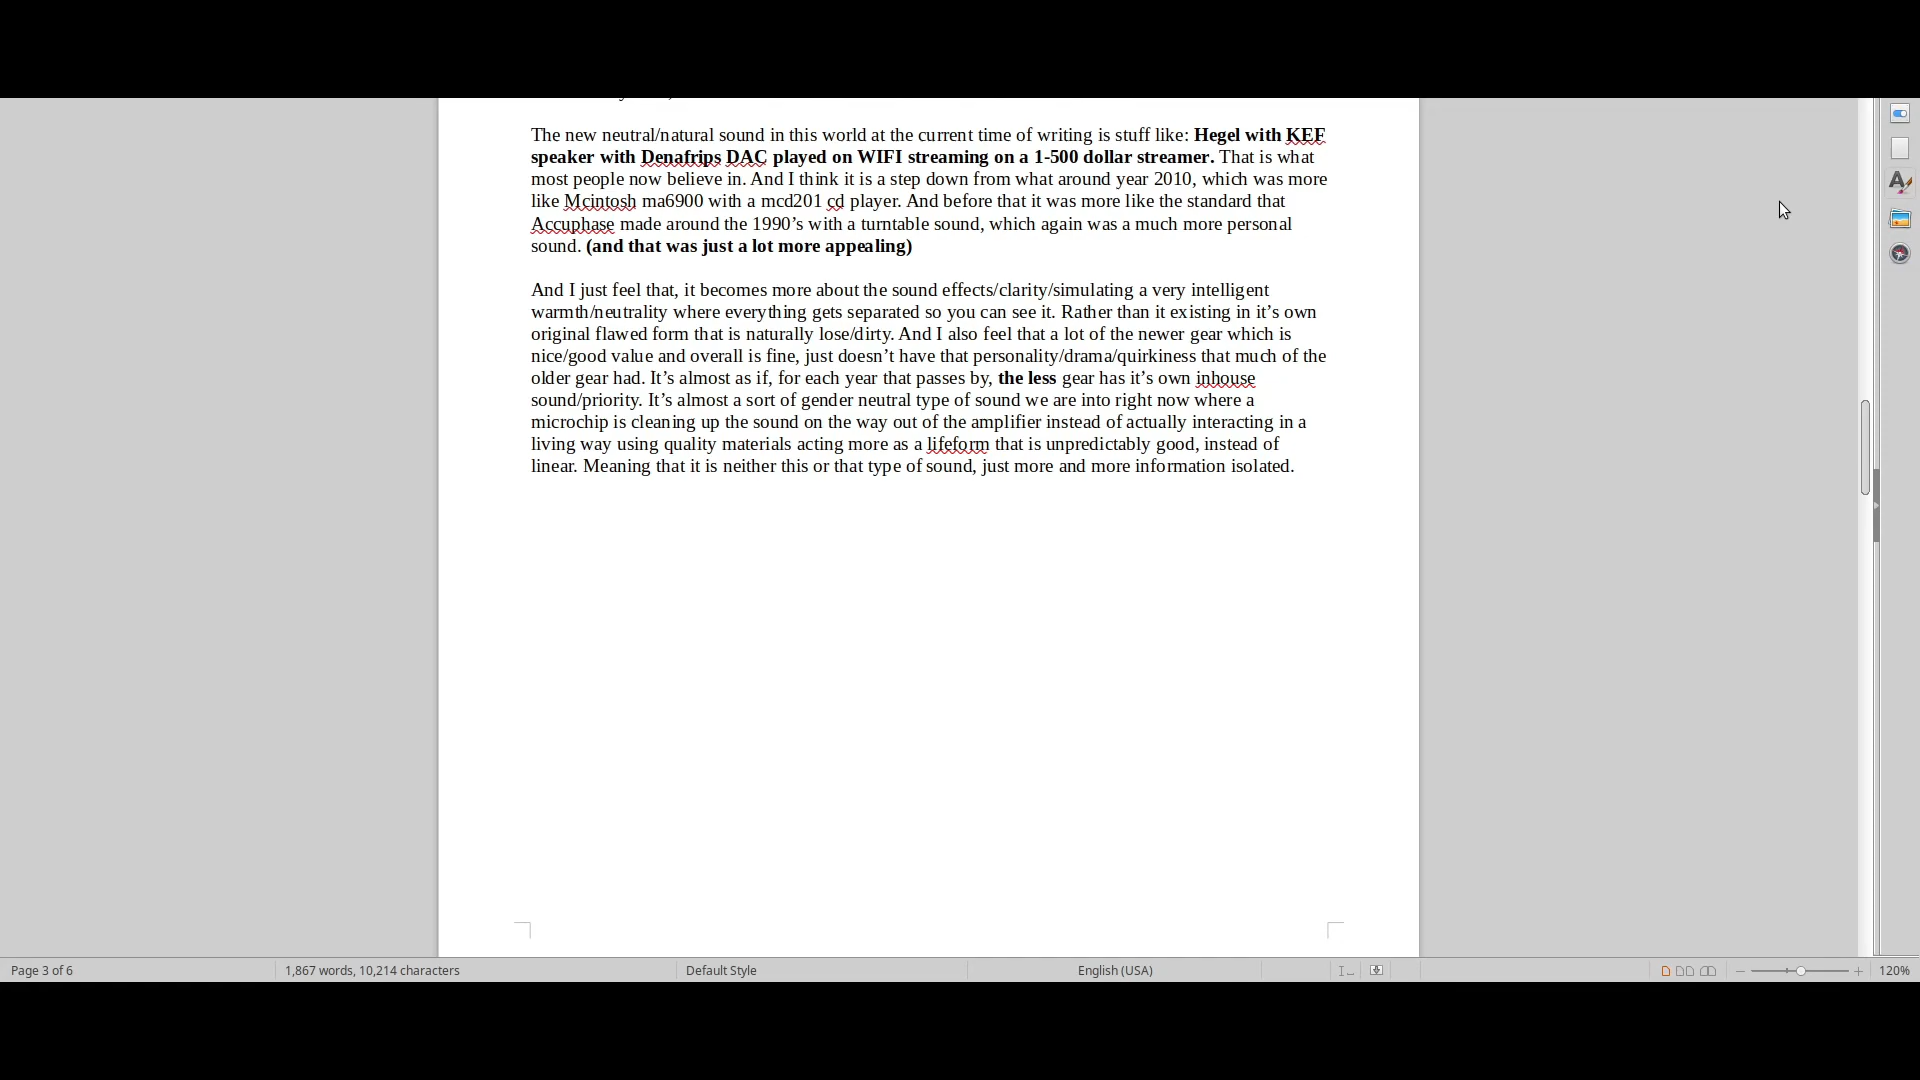 The new neutral/natural sound in this world at the current time of writing is stuff like: Hegel with KEF
speaker with Denafrips DAC played on WIFI streaming on a 1-500 dollar streamer. That is what
most people now believe in. And I think it is a step down from what around year 2010, which was more
like Mcintosh ma6900 with a mcd201 cd player. And before that it was more like the standard that
Accuphase made around the 1990’s with a turntable sound, which again was a much more personal
sound. (and that was just a lot more appealing)
And I just feel that, it becomes more about the sound effects/clarity/simulating a very intelligent
warmth/neutrality where everything gets separated so you can see it. Rather than it existing in it’s own
original flawed form that is naturally lose/dirty. And I also feel that a lot of the newer gear which is
nice/good value and overall is fine, just doesn’t have that personality/drama/quirkiness that much of the
older gear had. It’s almost as if, for each year that passes by, the less gear has it’s own inhouse
sound/priority. It’s almost a sort of gender neutral type of sound we are into right now where a
microchip is cleaning up the sound on the way out of the amplifier instead of actually interacting in a
living way using quality materials acting more as a lifeform that is unpredictably good, instead of
linear. Meaning that it is neither this or that type of sound, just more and more information isolated.
Page 3 of 6
1,867 words, 10,214 characters
Default Style
English (USA)
120%